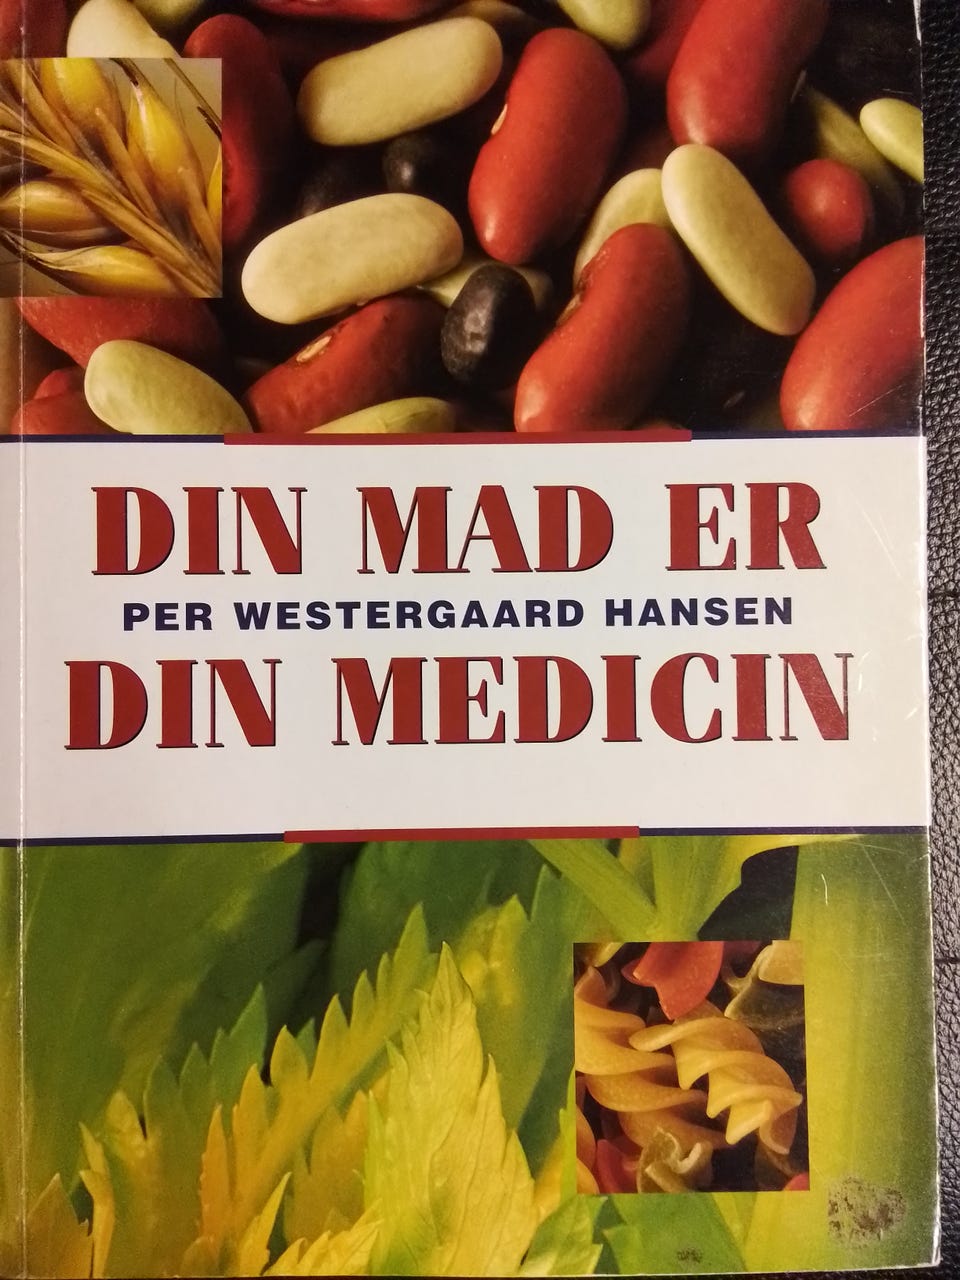 DIN MAD ER
PER WESTERGAARD HANSEN
DIN MEDICIN